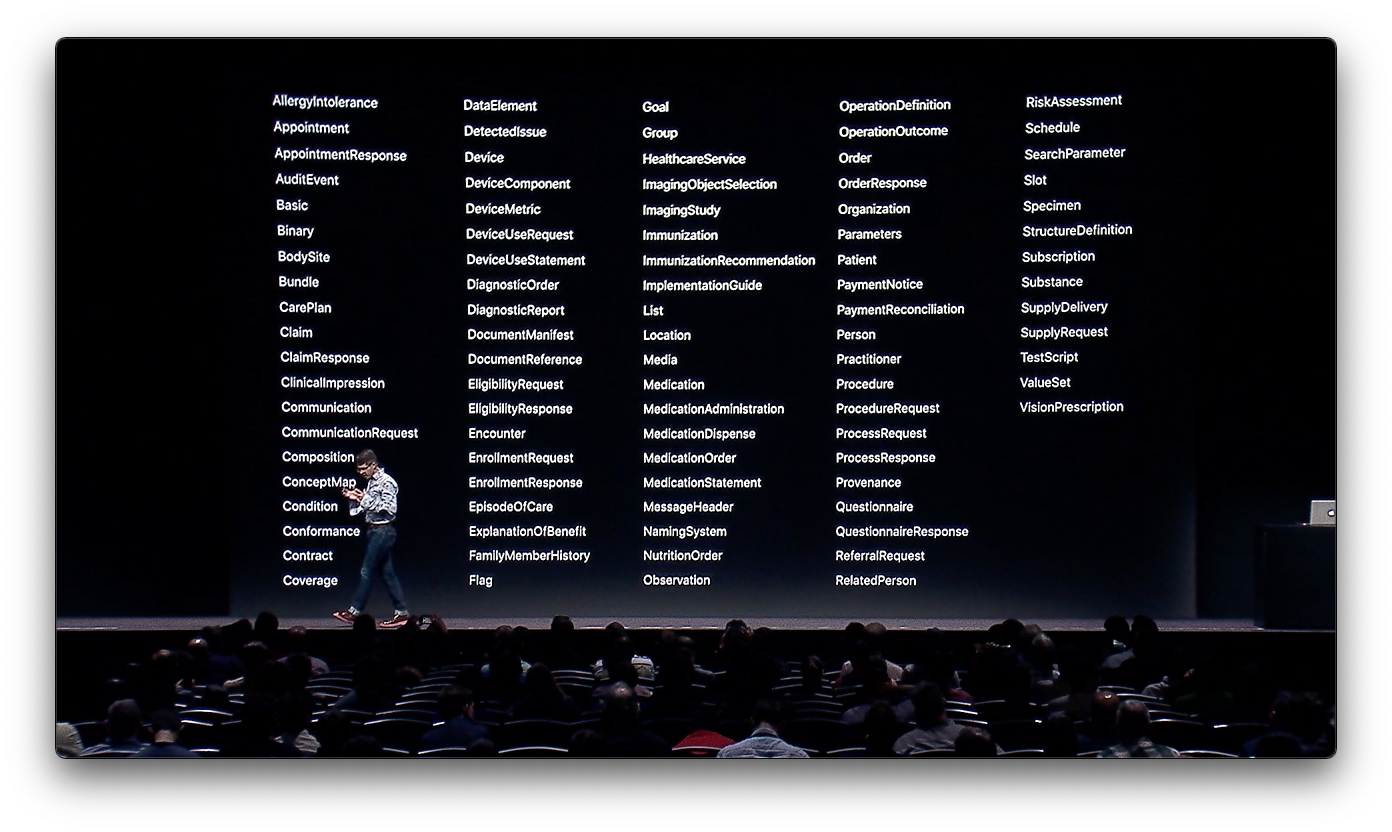 AllergyIntolerance
Appointment
AppointmentResponse
AuditEvent
Basic
Binary
BodySite
Bundle
CarePlan
Claim
ClaimResponse
ClinicalImpression
Communication
CommunicationRequest
Composition
ConceptMap
Condition
Conformance
Contract
Coverage
DataElement
DetectedIssue
Device
DeviceComponent
DeviceMetric
DeviceUseRequest
DeviceUseStatement
DiagnosticOrder
DiagnosticReport
DocumentManifest
DocumentReference
EligibilityRequest
EligibilityResponse
Encounter
EnrollmentRequest
EnrollmentResponse
EpisodeOfCare
ExplanationOfBenefit
FamilyMemberHistory
Flag
Goal
Group
HealthcareService
ImagingObjectSelection
ImagingStudy
Immunization
ImmunizationRecommendation
ImplementationGuide
List
Location
Media
Medication
MedicationAdministration
MedicationDispense
MedicationOrder
MedicationStatement
MessageHeader
NamingSystem
NutritionOrder
Observation
OperationDefinition
OperationOutcome
Order
OrderResponse
Organization
Parameters
Patient
PaymentNotice
PaymentReconciliation
Person
Practitioner
Procedure
ProcedureRequest
ProcessRequest
ProcessResponse
Provenance
Questionnaire
QuestionnaireResponse
ReferralRequest
RelatedPerson
RiskAssessment
Schedule
SearchParameter
Slot
Specimen
StructureDefinition
Subscription
Substance
SupplyDelivery
SupplyRequest
TestScript
ValueSet
VisionPrescription